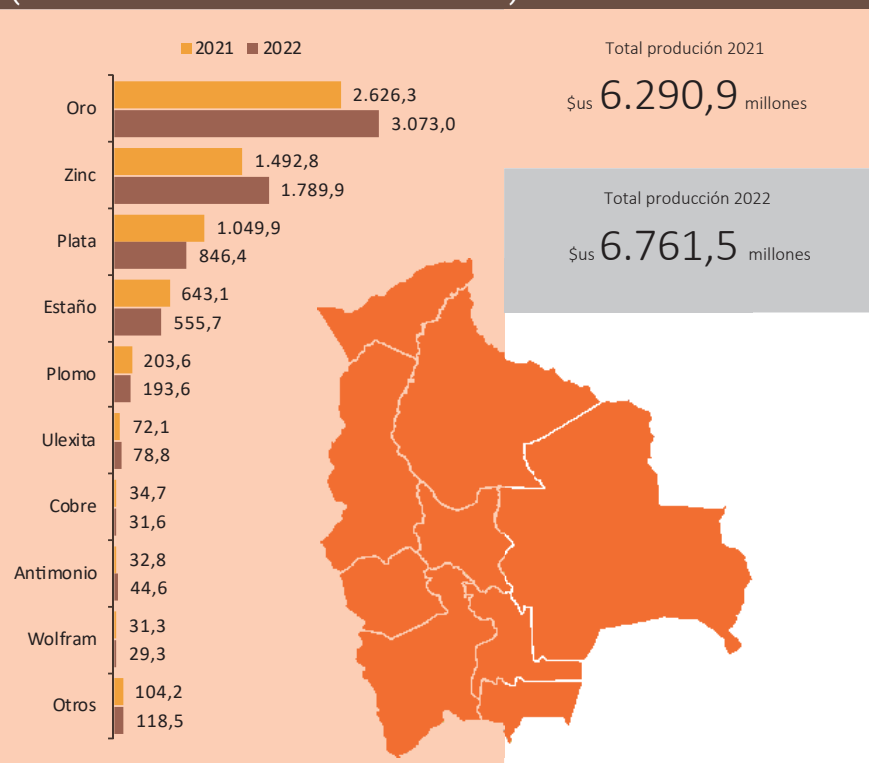 2021 2022
Oro
2.626,3
3.073,0
Zinc
1.492,8
1.789,9
Plata
1.049,9
846,4
Estaño
643,1
555,7
Plomo
203,6
193,6
Ulexita
72,1
78,8
Cobre
34,7
31,6
Antimonio
32,8
44,6
Wolfram
31,3
29,3
Otros
104,2
118,5
Total produción 2021
$us 6.290,9 millones
Total producción 2022
$us 6.761,5 millones